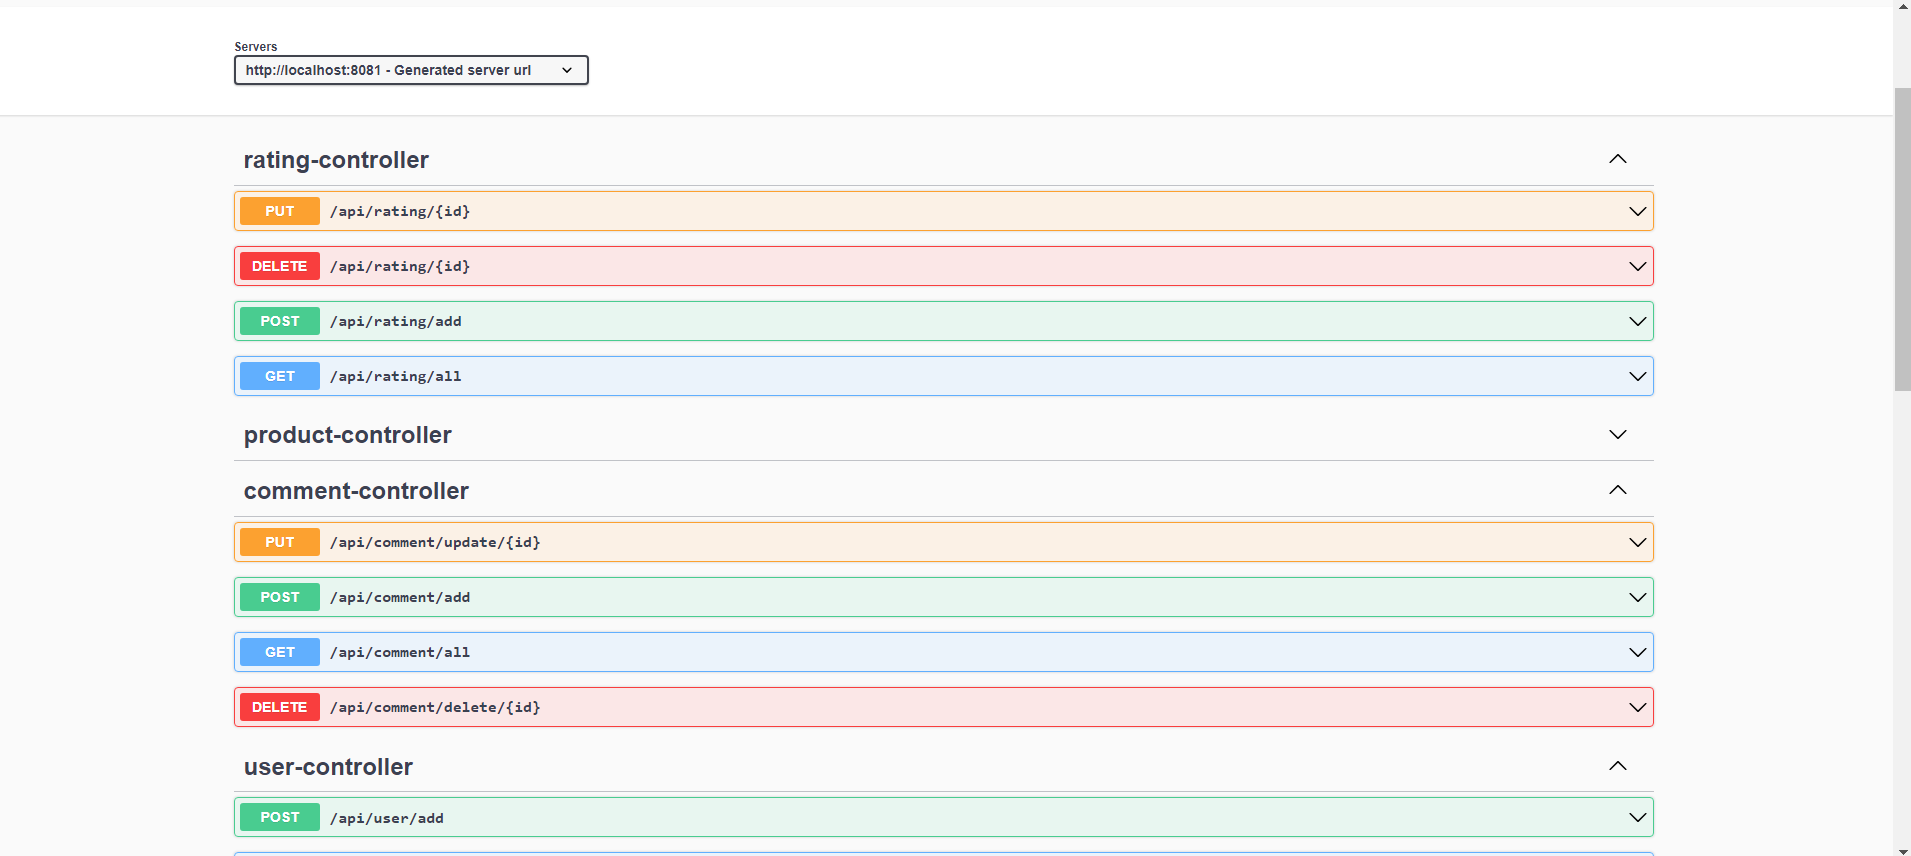 Servers
http://localhost:8081 - Generated server url
rating-controller
PUT /api/rating/{id}
DELETE /api/rating/{id}
POST /api/rating/add
GET /api/rating/all
product-controller
comment-controller
PUT /api/comment/update/{id}
POST /api/comment/add
GET /api/comment/all
DELETE /api/comment/delete/{id}
user-controller
POST /api/user/add